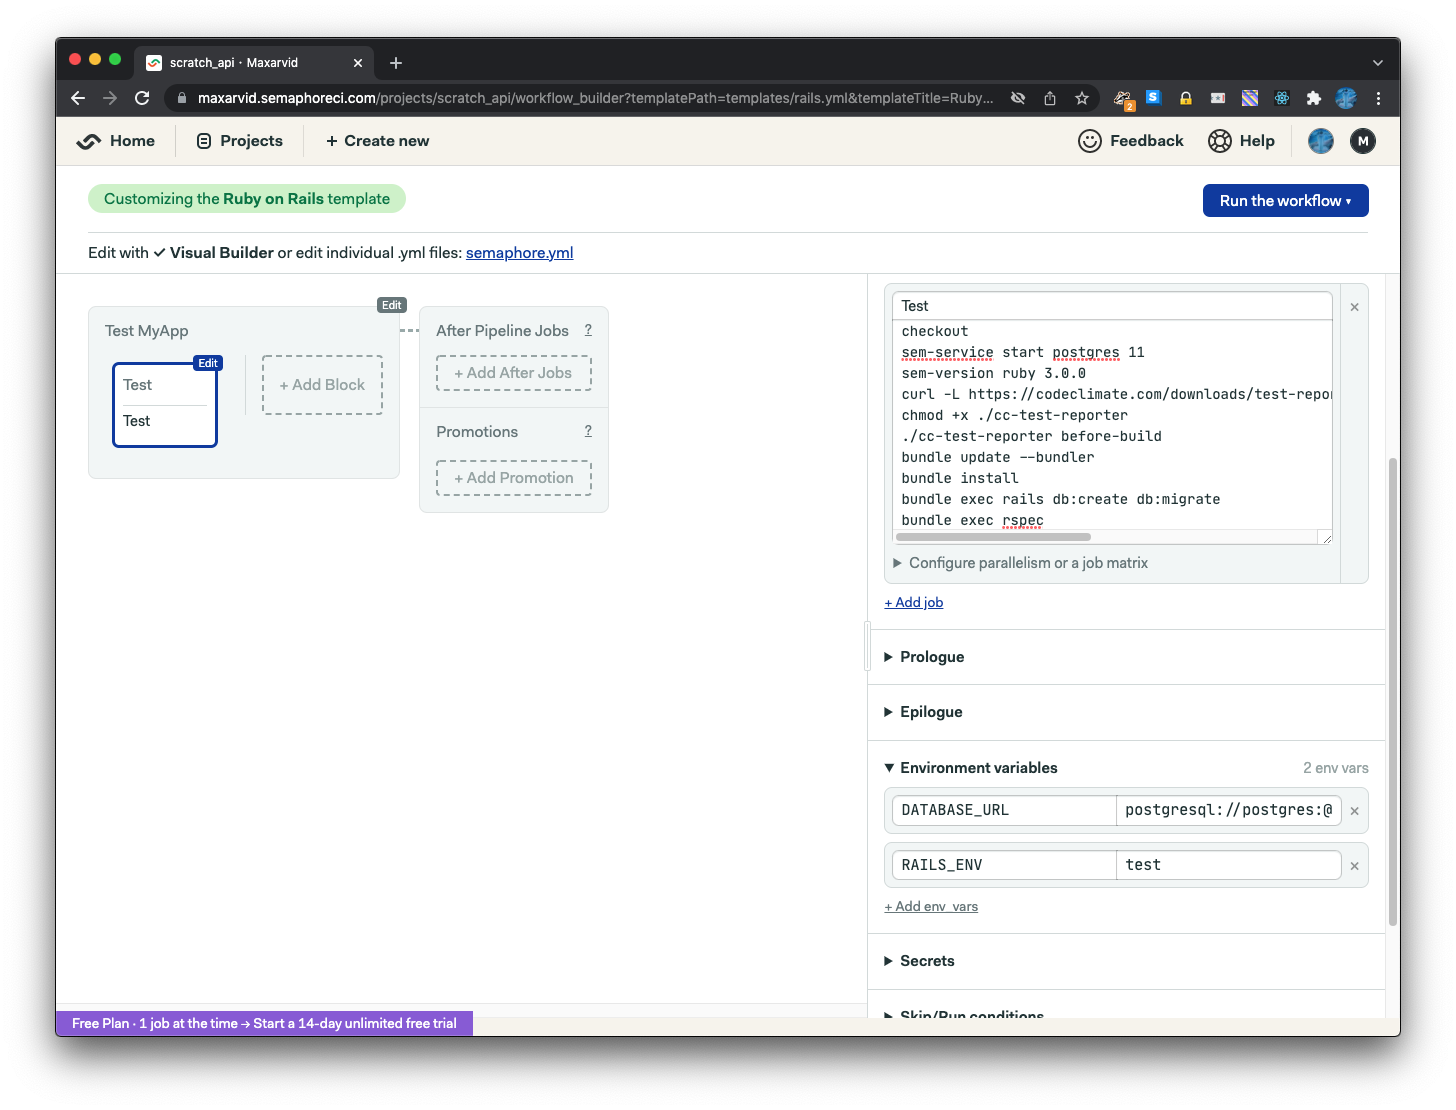 scratch_api · Maxarvid
maxarvid.semaphoreci.com/projects/scratch_api/workflow_builder?templatePath=templates/rails.yml&templateTitle=Ruby...
2
S
Home
Projects
+ Create new
Feedback
Help
M
Customizing the Ruby on Rails template
Run the workflow ▾
Edit with ✓ Visual Builder or edit individual .yml files: semaphore.yml
Edit
Test MyApp
Edit
Test
Test
+ Add Block
After Pipeline Jobs ?
+ Add After Jobs
Promotions ?
+ Add Promotion
Test
×
checkout
sem-service start postgres 11
sem-version ruby 3.0.0
curl -L https://codeclimate.com/downloads/test-repor
chmod +x ./cc-test-reporter
./cc-test-reporter before-build
bundle update --bundler
bundle install
bundle exec rails db:create db:migrate
bundle exec rspec
▶ Configure parallelism or a job matrix
+ Add job
▶ Prologue
▶ Epilogue
▼ Environment variables 2 env vars
DATABASE_URL postgresql://postgres:@ ×
RAILS_ENV test ×
+ Add env_vars
▶ Secrets
▶ Skip/Run conditions
Free Plan · 1 job at the time → Start a 14-day unlimited free trial